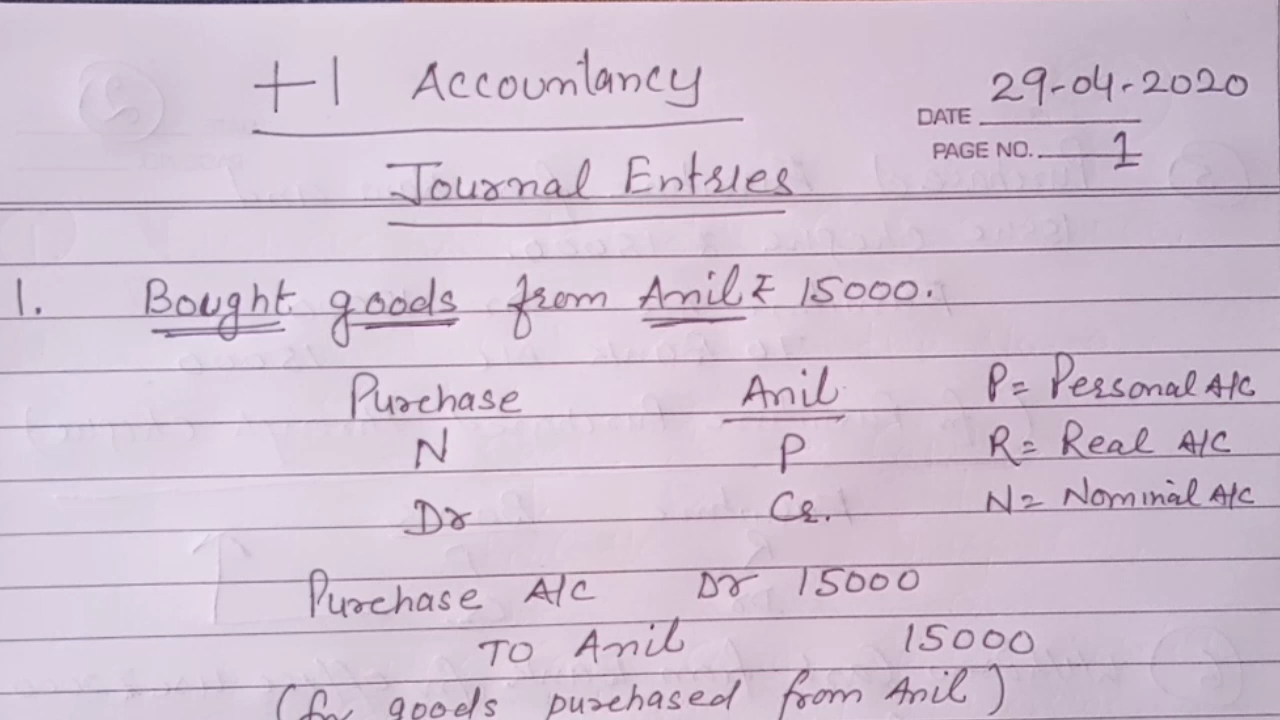 +1 Accountancy
DATE 29-04-2020
PAGE NO. 1
Journal Entries
1. Bought goods from Anil ₹ 15000.
Purchase Anil P= Personal A/C
N P R= Real A/C
Dr Cr. N= Nominal A/C
Purchase A/C Dr 15000
TO Anil 15000
(for goods purchased from Anil)